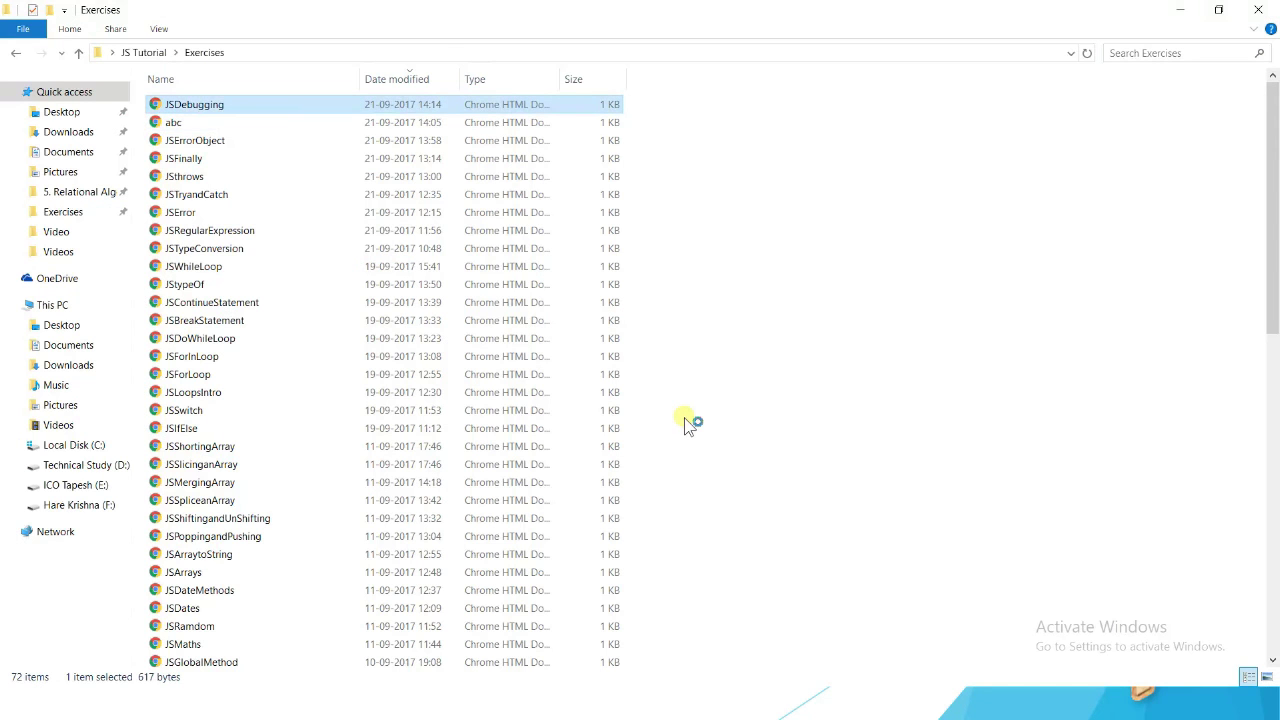 Exercises
File Home Share View
JS Tutorial Exercises Search Exercises
Name Date modified Type Size
Quick access
Desktop
Downloads
Documents
Pictures
5. Relational Alg
Exercises
Video
Videos
OneDrive
This PC
Desktop
Documents
Downloads
Music
Pictures
Videos
Local Disk (C:)
Technical Study (D:)
ICO Tapesh (E:)
Hare Krishna (F:)
Network
JSDebugging 21-09-2017 14:14 Chrome HTML Do... 1 KB
abc 21-09-2017 14:05 Chrome HTML Do... 1 KB
JSErrorObject 21-09-2017 13:58 Chrome HTML Do... 1 KB
JSFinally 21-09-2017 13:14 Chrome HTML Do... 1 KB
JSthrows 21-09-2017 13:00 Chrome HTML Do... 1 KB
JSTryandCatch 21-09-2017 12:35 Chrome HTML Do... 1 KB
JSError 21-09-2017 12:15 Chrome HTML Do... 1 KB
JSRegularExpression 21-09-2017 11:56 Chrome HTML Do... 1 KB
JSTypeConversion 21-09-2017 10:48 Chrome HTML Do... 1 KB
JSWhileLoop 19-09-2017 15:41 Chrome HTML Do... 1 KB
JStypeOf 19-09-2017 13:50 Chrome HTML Do... 1 KB
JSContinueStatement 19-09-2017 13:39 Chrome HTML Do... 1 KB
JSBreakStatement 19-09-2017 13:33 Chrome HTML Do... 1 KB
JSDoWhileLoop 19-09-2017 13:23 Chrome HTML Do... 1 KB
JSForInLoop 19-09-2017 13:08 Chrome HTML Do... 1 KB
JSForLoop 19-09-2017 12:55 Chrome HTML Do... 1 KB
JSLoopsIntro 19-09-2017 12:30 Chrome HTML Do... 1 KB
JSSwitch 19-09-2017 11:53 Chrome HTML Do... 1 KB
JSIfElse 19-09-2017 11:12 Chrome HTML Do... 1 KB
JSShortingArray 11-09-2017 17:46 Chrome HTML Do... 1 KB
JSSlicinganArray 11-09-2017 17:46 Chrome HTML Do... 1 KB
JSMergingArray 11-09-2017 14:18 Chrome HTML Do... 1 KB
JSSpliceanArray 11-09-2017 13:42 Chrome HTML Do... 1 KB
JSShiftingandUnShifting 11-09-2017 13:32 Chrome HTML Do... 1 KB
JSPoppingandPushing 11-09-2017 13:04 Chrome HTML Do... 1 KB
JSArraytoString 11-09-2017 12:55 Chrome HTML Do... 1 KB
JSArrays 11-09-2017 12:48 Chrome HTML Do... 1 KB
JSDateMethods 11-09-2017 12:37 Chrome HTML Do... 1 KB
JSDates 11-09-2017 12:09 Chrome HTML Do... 1 KB
JSRamdom 11-09-2017 11:52 Chrome HTML Do... 1 KB
JSMaths 11-09-2017 11:44 Chrome HTML Do... 1 KB
JSGlobalMethod 10-09-2017 19:08 Chrome HTML Do... 1 KB
Activate Windows
Go to Settings to activate Windows.
72 items 1 item selected 617 bytes